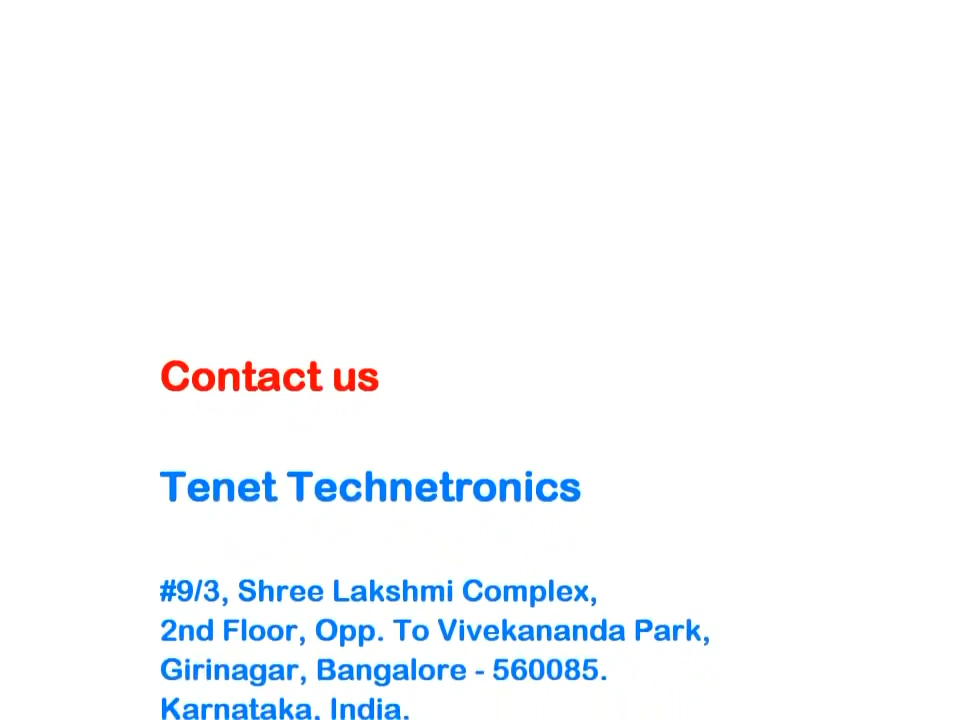 Contact us
Tenet Technetronics
#9/3, Shree Lakshmi Complex,
2nd Floor, Opp. To Vivekananda Park,
Girinagar, Bangalore - 560085.
Karnataka, India.